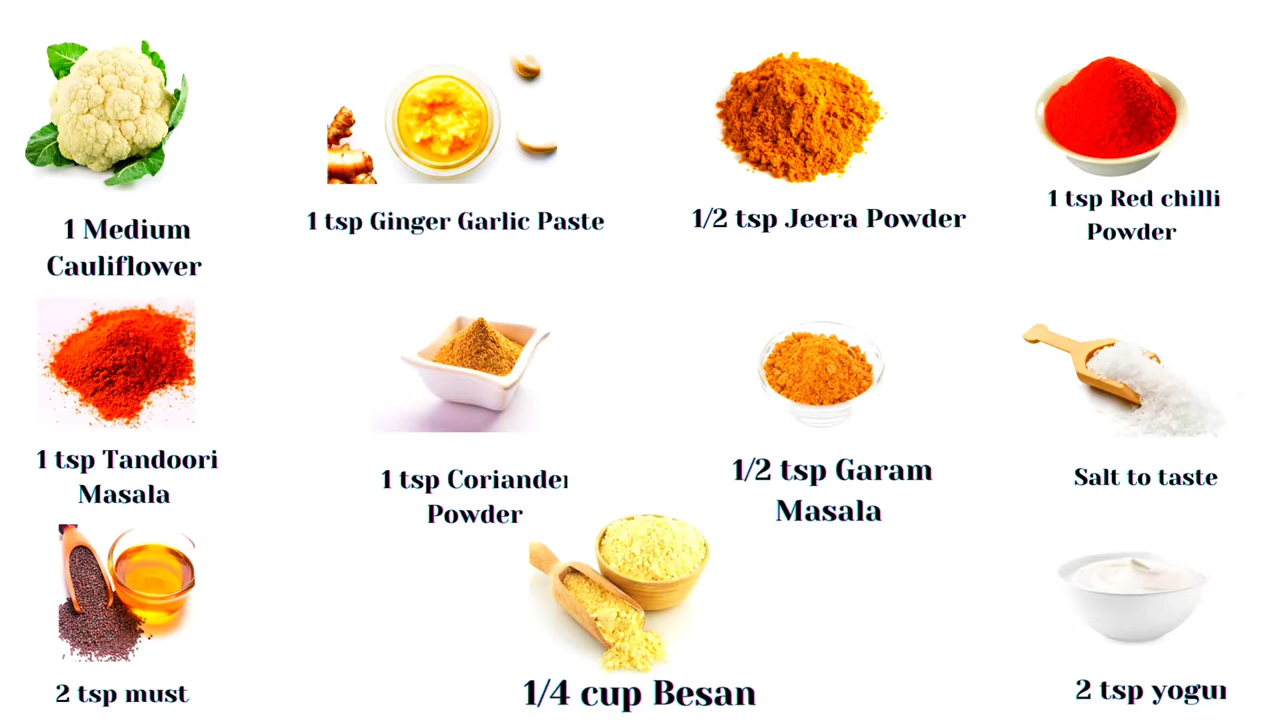 1 Medium
Cauliflower
1 tsp Ginger Garlic Paste
1/2 tsp Jeera Powder
1 tsp Red chilli
Powder
1 tsp Tandoori
Masala
1 tsp Coriander
Powder
1/2 tsp Garam
Masala
Salt to taste
2 tsp must
1/4 cup Besan
2 tsp yogur